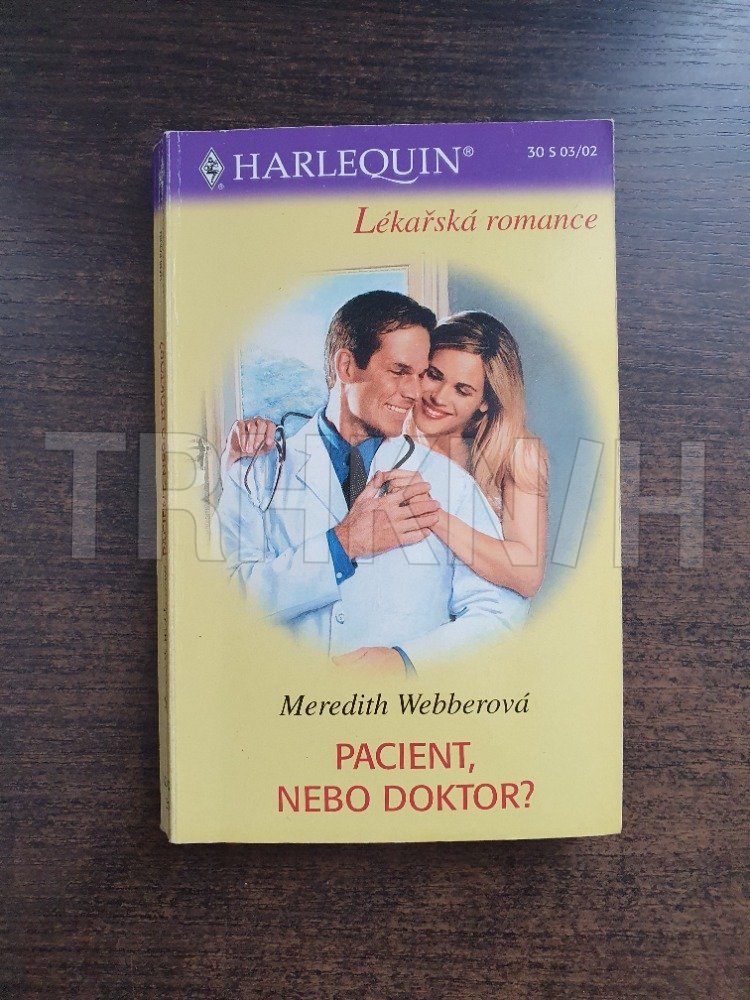 HARLEQUIN®
30 S 03/02
Lékařská romance
Meredith Webberová
PACIENT,
NEBO DOKTOR?